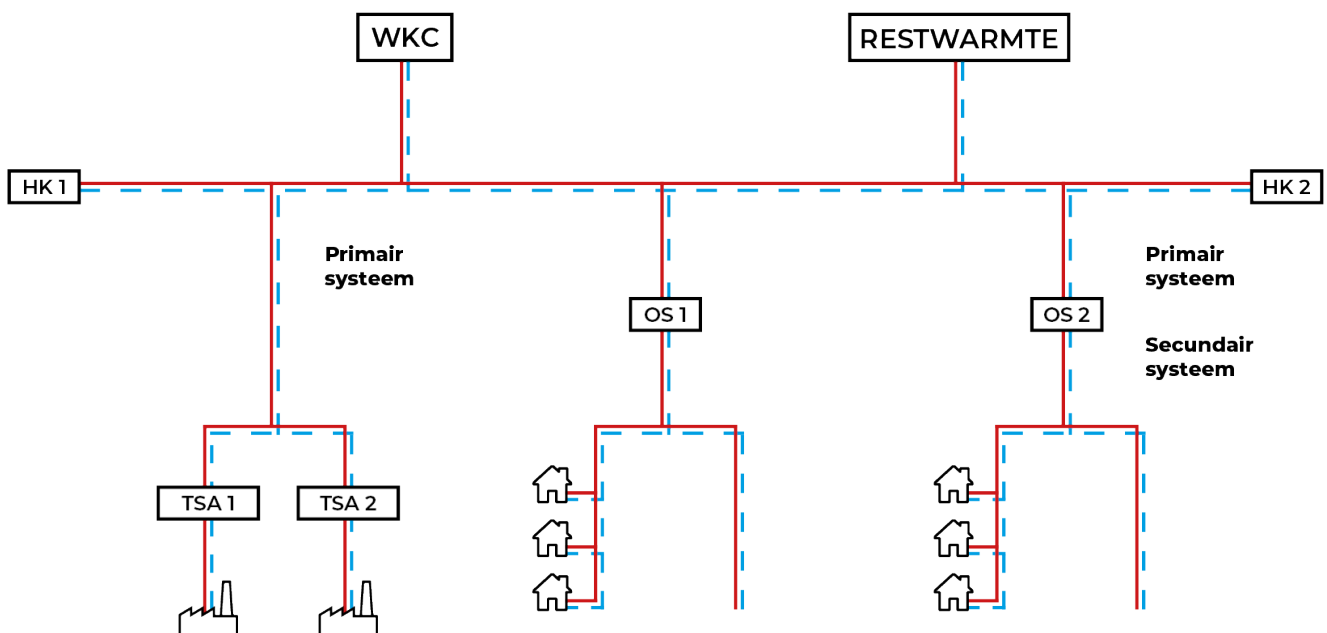 WKC
RESTWARMTE
HK 1
HK 2
Primair
systeem
Primair
systeem
OS 1
OS 2
Secundair
systeem
TSA 1
TSA 2